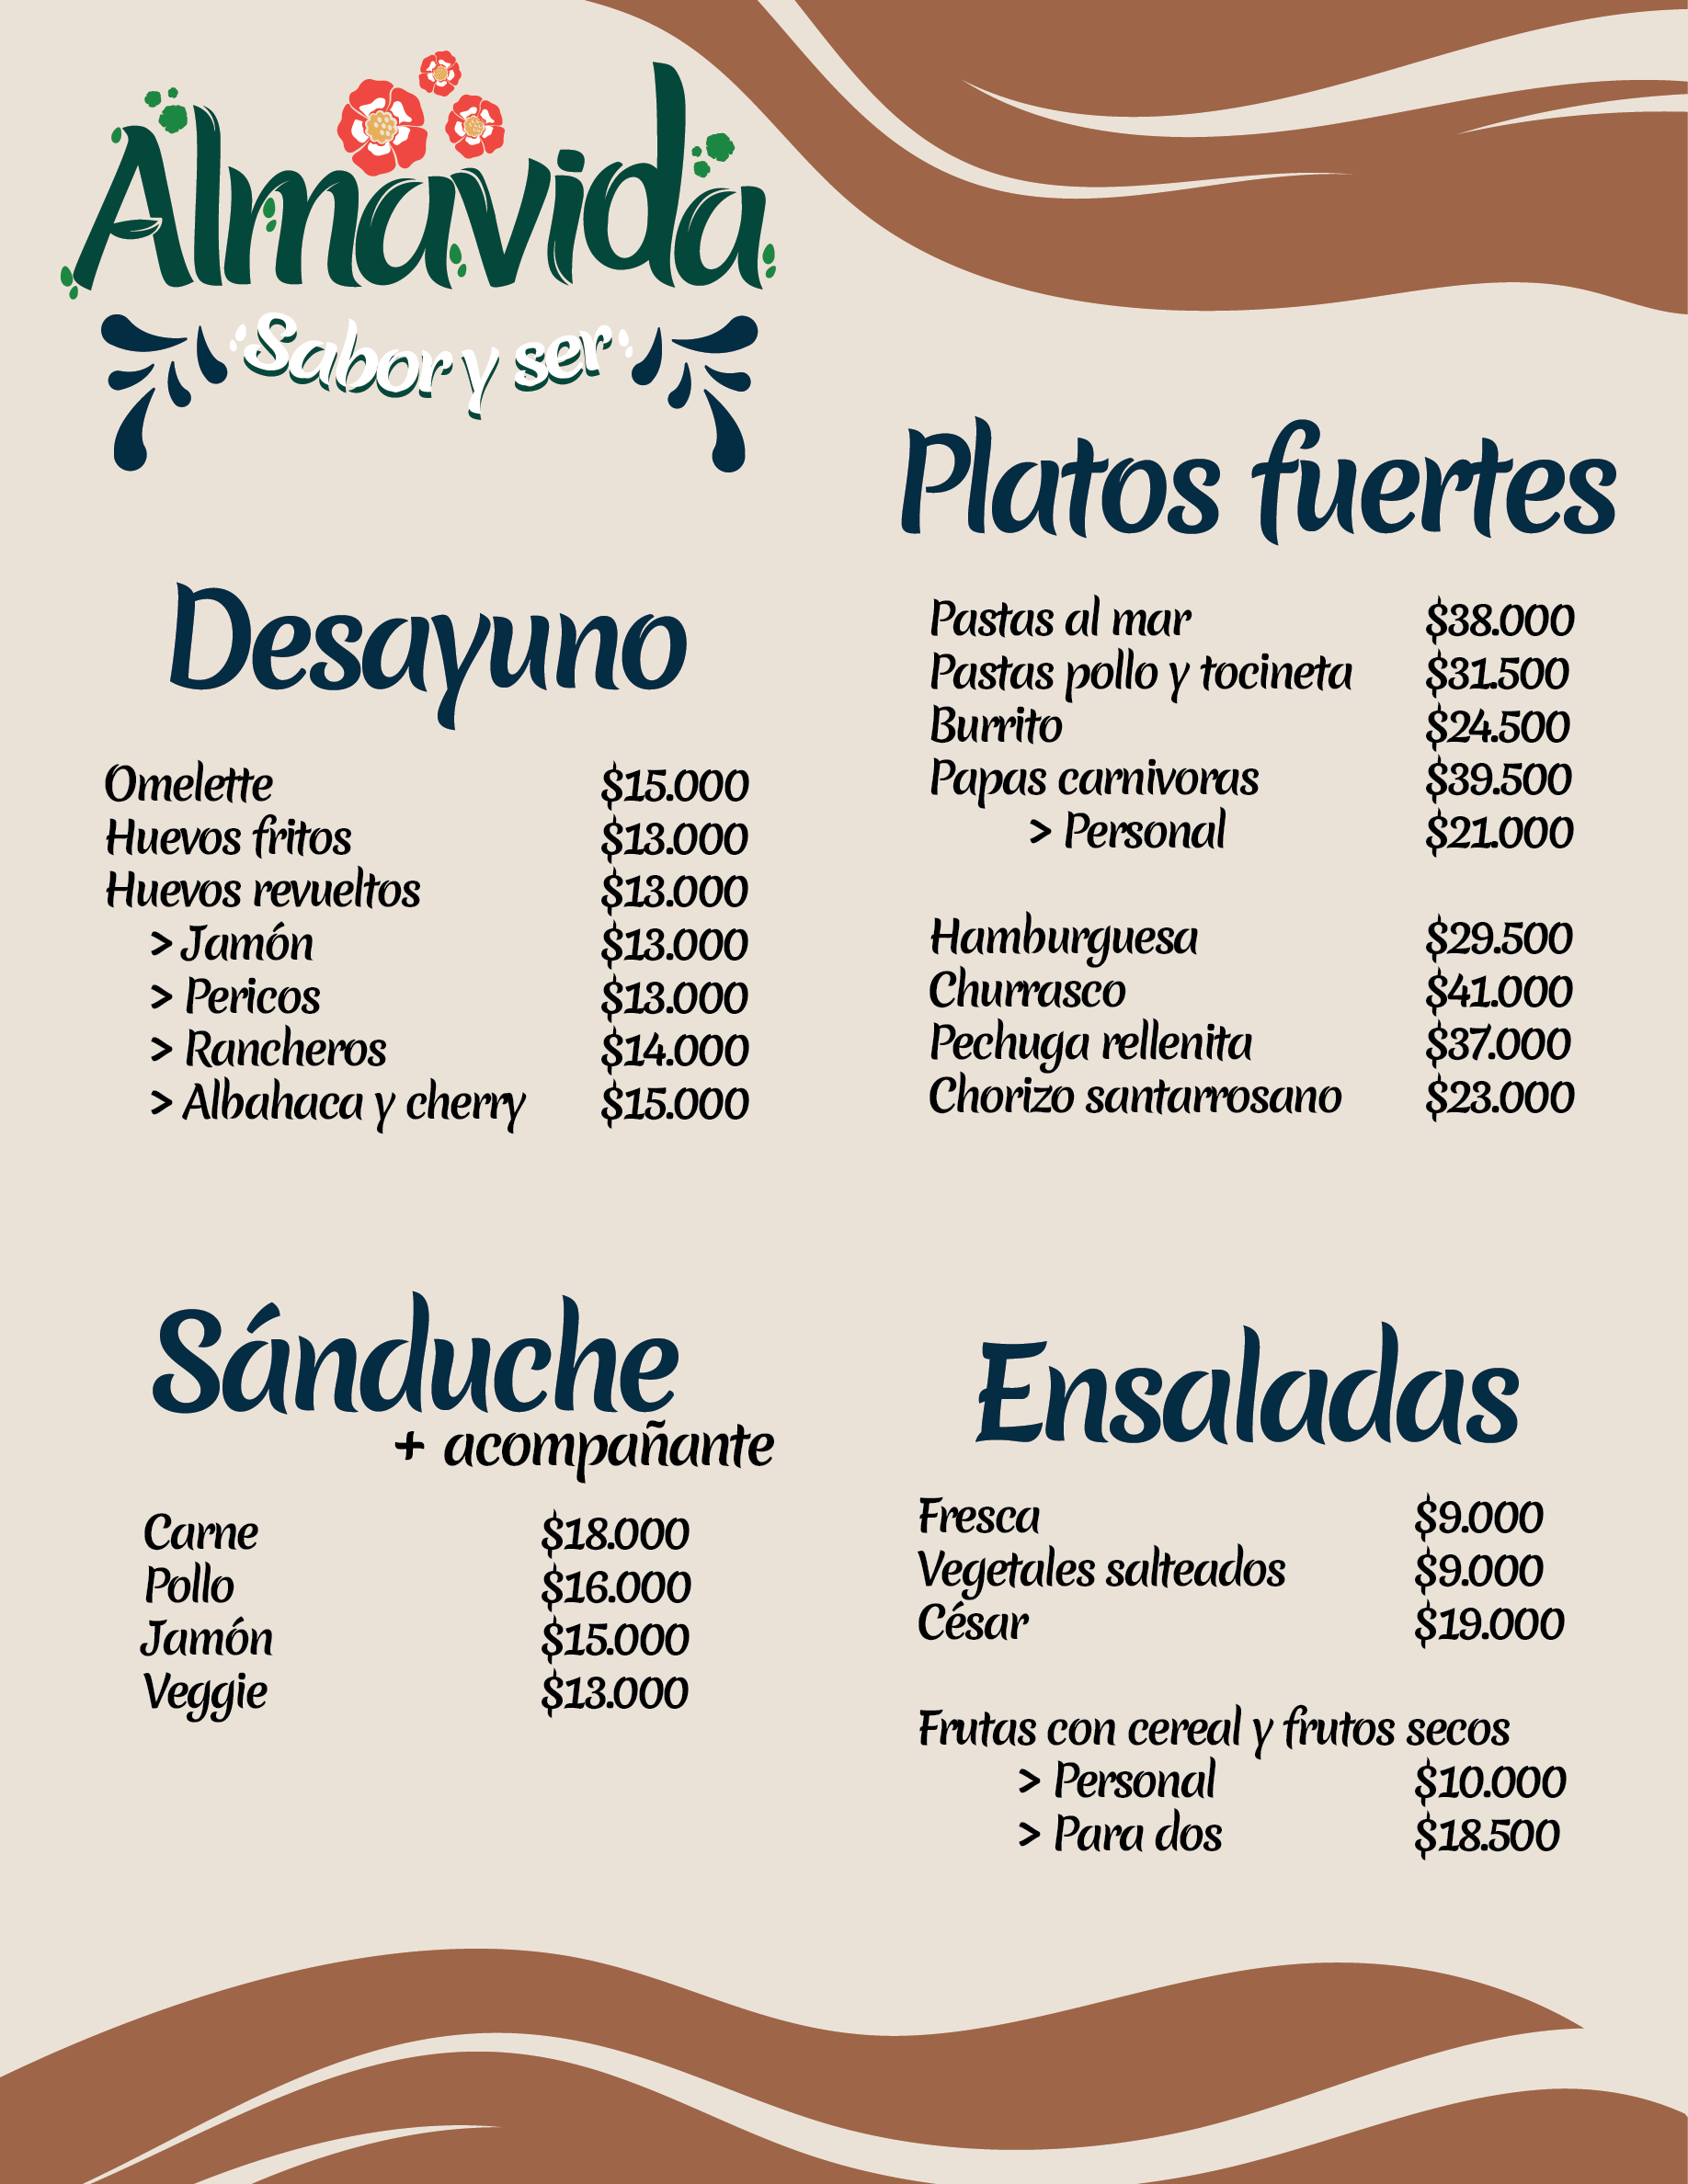 Almavida
Sabor y ser
Desayuno
Omelette $15.000
Huevos fritos $13.000
Huevos revueltos $13.000
> Jamón $13.000
> Pericos $13.000
> Rancheros $14.000
> Albahaca y cherry $15.000
Sánduche
+ acompañante
Carne $18.000
Pollo $16.000
Jamón $15.000
Veggie $13.000
Platos fuertes
Pastas al mar $38.000
Pastas pollo y tocineta $31.500
Burrito $24.500
Papas carnivoras $39.500
> Personal $21.000
Hamburguesa $29.500
Churrasco $41.000
Pechuga rellenita $37.000
Chorizo santarrosano $23.000
Ensaladas
Fresca $9.000
Vegetales salteados $9.000
César $19.000
Frutas con cereal y frutos secos
> Personal $10.000
> Para dos $18.500